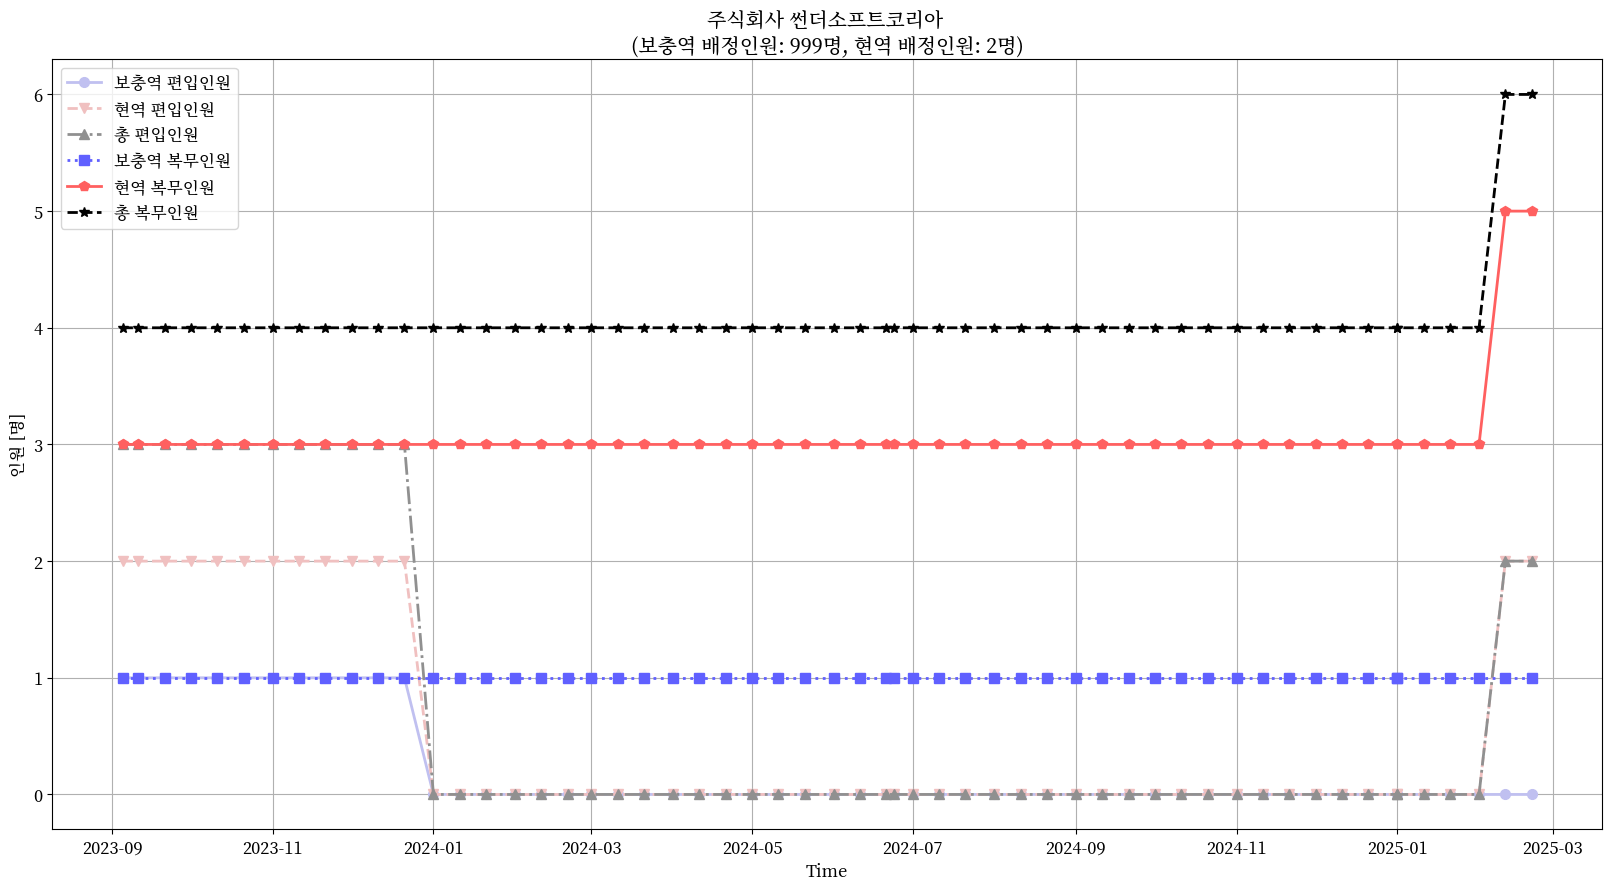 주식회사 썬더소프트코리아
(보충역 배정인원: 999명, 현역 배정인원: 2명)
보충역 편입인원
현역 편입인원
총 편입인원
보충역 복무인원
현역 복무인원
총 복무인원
6
5
4
3
2
1
0
인원 [명]
2023-09 2023-11 2024-01 2024-03 2024-05 2024-07 2024-09 2024-11 2025-01 2025-03
Time